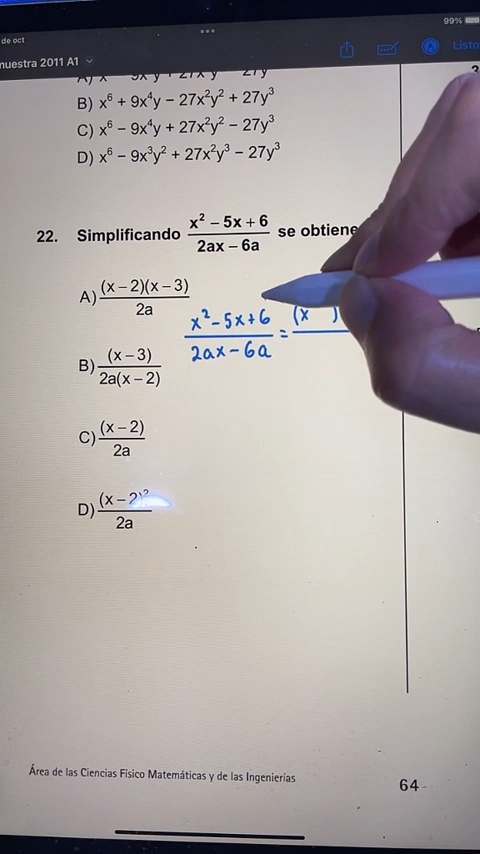 99%
de oct
Listo
muestra 2011 A1
B) x⁶ + 9x⁴y − 27x²y² + 27y³
C) x⁶ − 9x⁴y + 27x²y² − 27y³
D) x⁶ − 9x³y² + 27x²y³ − 27y³
22. Simplificando (x² − 5x + 6)/(2ax − 6a) se obtiene
A) (x − 2)(x − 3)/2a
x²-5x+6/2ax-6a = (x )
B) (x − 3)/2a(x − 2)
C) (x − 2)/2a
D) (x − 2)²/2a
Área de las Ciencias Físico Matemáticas y de las Ingenierías
64